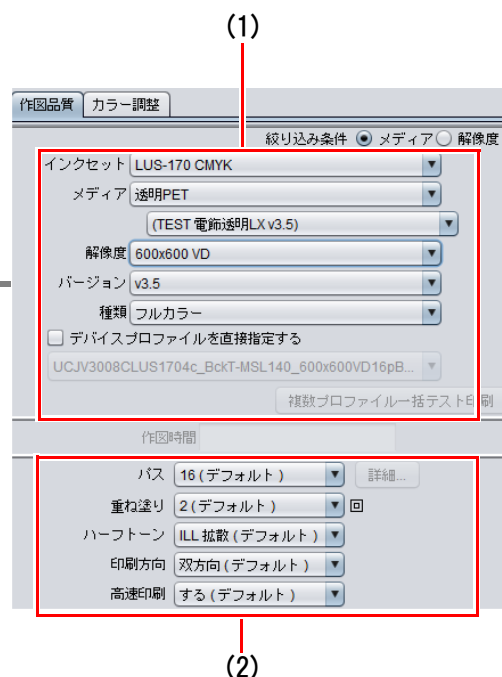 (1)
作図品質 カラー調整
絞り込み条件 メディア 解像度
インクセット LUS-170 CMYK
メディア 透明PET
(TEST 電飾透明LX v3.5)
解像度 600x600 VD
バージョン v3.5
種類 フルカラー
デバイスプロファイルを直接指定する
UCJV3008CLUS1704c_BckT-MSL140_600x600VD16pB...
複数プロファイル一括テスト印刷
作図時間
パス 16(デフォルト) 詳細...
重ね塗り 2(デフォルト) 回
ハーフトーン ILL 拡散(デフォルト)
印刷方向 双方向(デフォルト)
高速印刷 する(デフォルト)
(2)